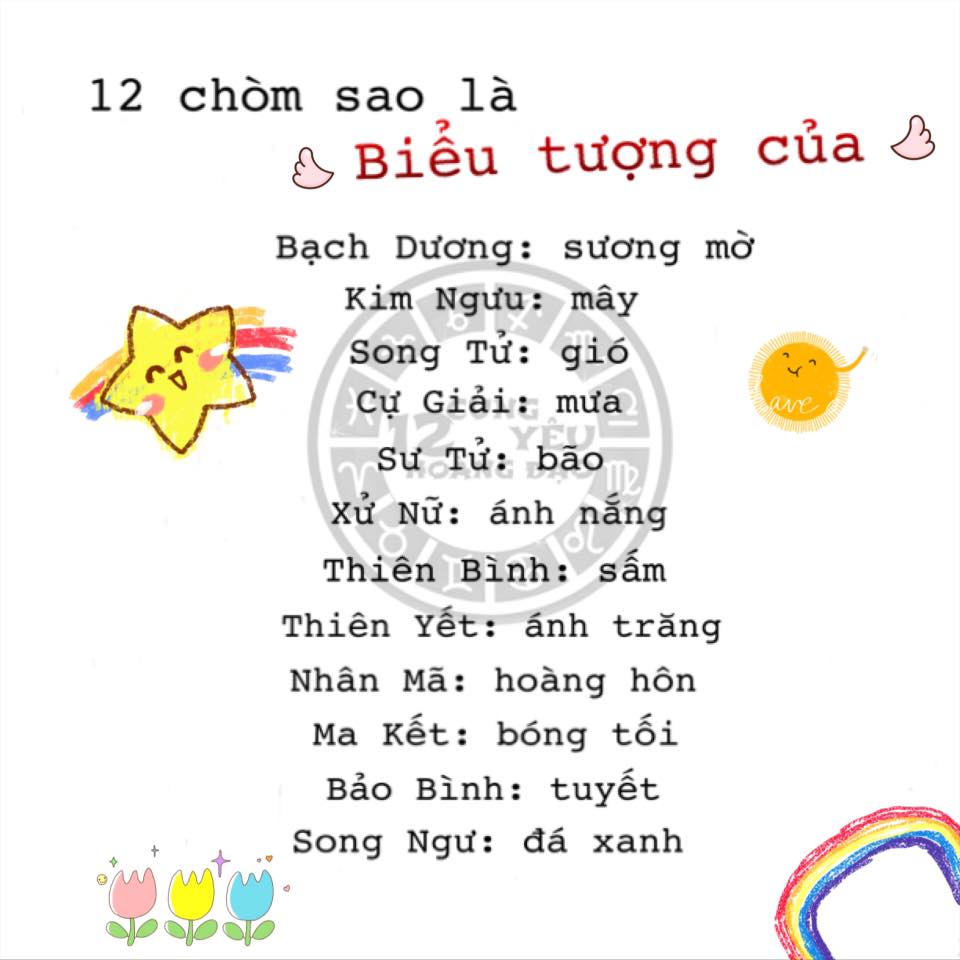 12 chòm sao là
Biểu tượng của
Bạch Dương: sương mờ
Kim Ngưu: mây
Song Tử: gió
Cự Giải: mưa
Sư Tử: bão
Xử Nữ: ánh nắng
Thiên Bình: sấm
Thiên Yết: ánh trăng
Nhân Mã: hoàng hôn
Ma Kết: bóng tối
Bảo Bình: tuyết
Song Ngư: đá xanh
12 CUNG
YÊU
HOÀNG ĐẠO
ave